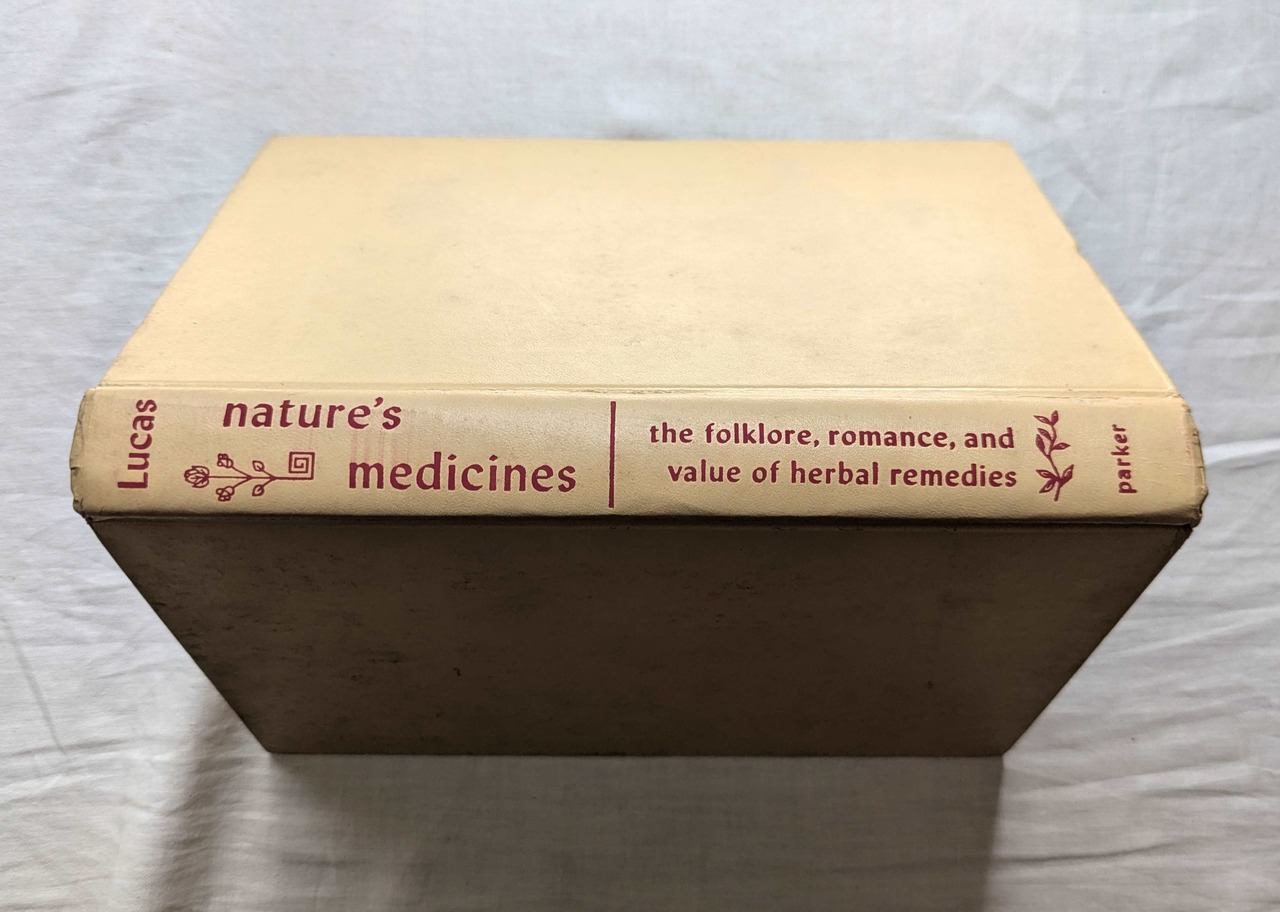 Lucas
nature's
medicines
the folklore, romance, and
value of herbal remedies
parker